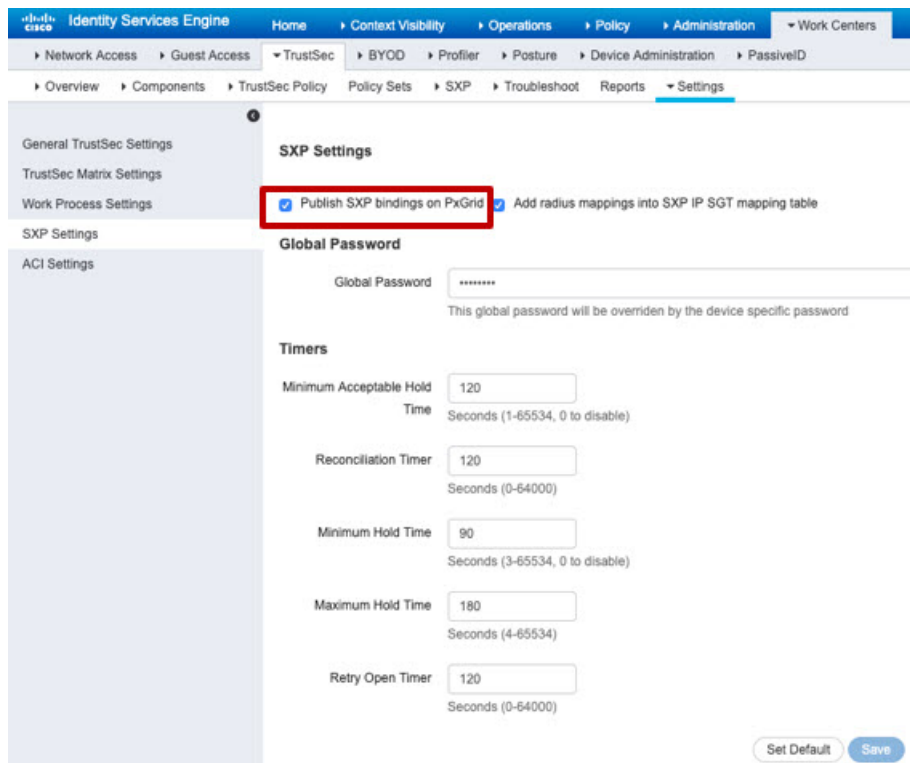 cisco Identity Services Engine Home Context Visibility Operations Policy Administration Work Centers
Network Access Guest Access TrustSec BYOD Profiler Posture Device Administration PassiveID
Overview Components TrustSec Policy Policy Sets SXP Troubleshoot Reports Settings
General TrustSec Settings
TrustSec Matrix Settings
Work Process Settings
SXP Settings
ACI Settings
SXP Settings
Publish SXP bindings on PxGrid Add radius mappings into SXP IP SGT mapping table
Global Password
Global Password ••••••••
This global password will be overriden by the device specific password
Timers
Minimum Acceptable Hold
Time
120
Seconds (1-65534, 0 to disable)
Reconciliation Timer 120
Seconds (0-64000)
Minimum Hold Time 90
Seconds (3-65534, 0 to disable)
Maximum Hold Time 180
Seconds (4-65534)
Retry Open Timer 120
Seconds (0-64000)
Set Default Save